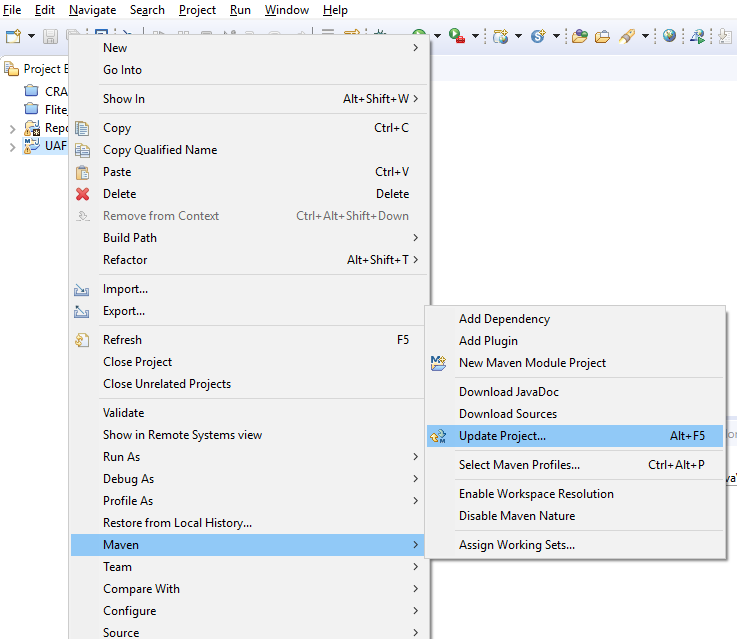 File Edit Navigate Search Project Run Window Help
Project E
CRA
Flite
Repo
UAF
New
Go Into
Show In Alt+Shift+W
Copy Ctrl+C
Copy Qualified Name
Paste Ctrl+V
Delete Delete
Remove from Context Ctrl+Alt+Shift+Down
Build Path
Refactor Alt+Shift+T
Import...
Export...
Refresh F5
Close Project
Close Unrelated Projects
Validate
Show in Remote Systems view
Run As
Debug As
Profile As
Restore from Local History...
Maven
Team
Compare With
Configure
Source
Add Dependency
Add Plugin
New Maven Module Project
Download JavaDoc
Download Sources
Update Project... Alt+F5
Select Maven Profiles... Ctrl+Alt+P
Enable Workspace Resolution
Disable Maven Nature
Assign Working Sets...